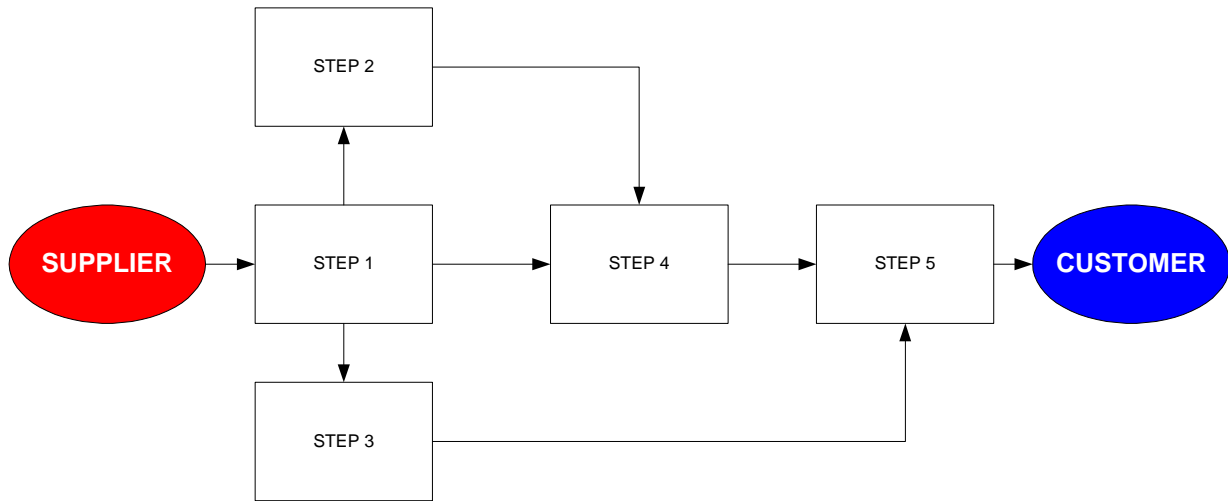 STEP 2
SUPPLIER
STEP 1
STEP 4
STEP 5
CUSTOMER
STEP 3